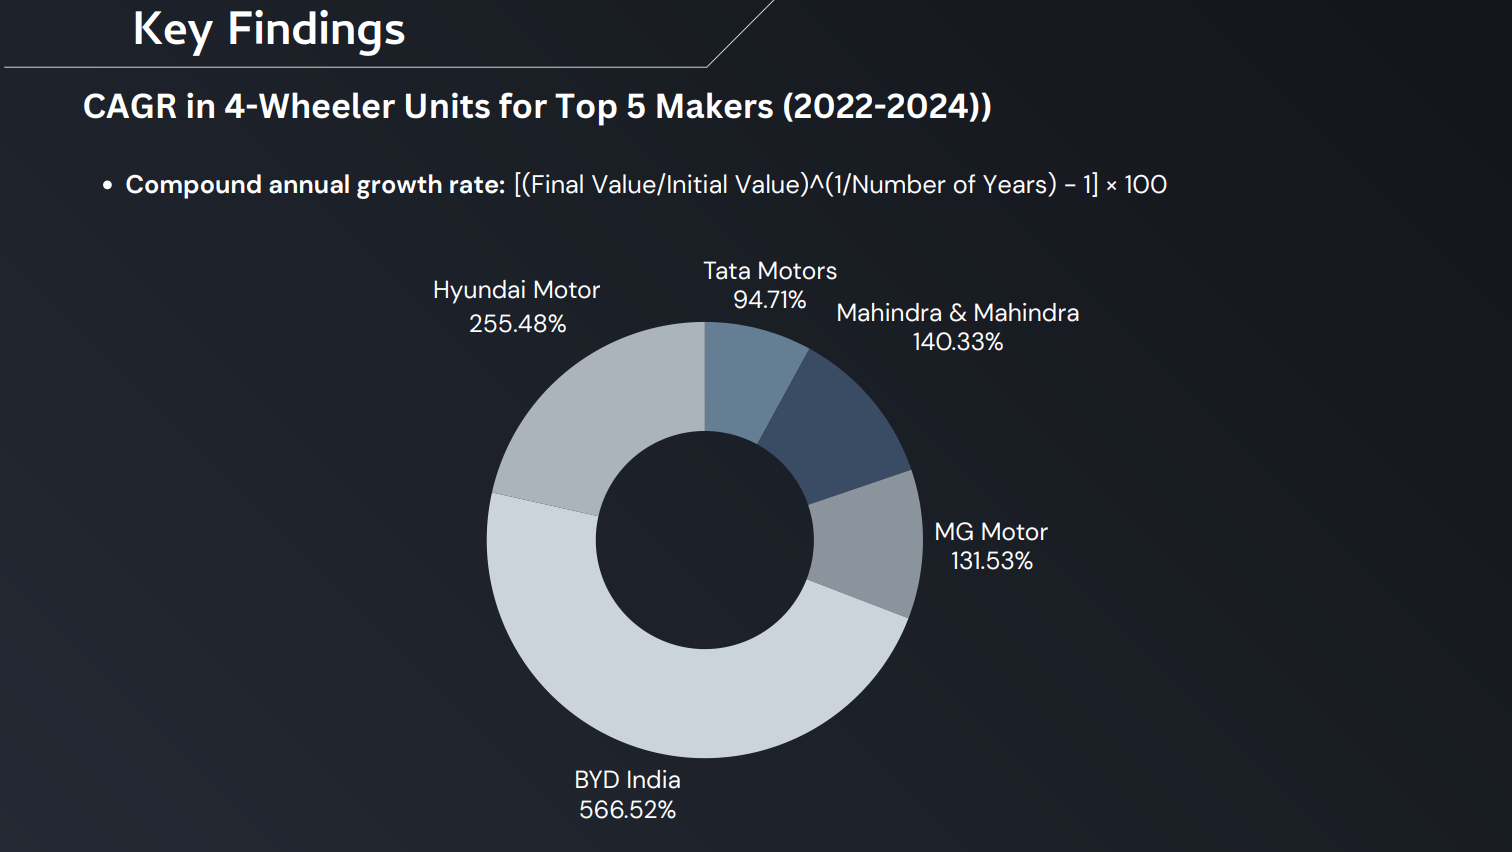 Key Findings
CAGR in 4-Wheeler Units for Top 5 Makers (2022-2024))
• Compound annual growth rate: [(Final Value/Initial Value)^(1/Number of Years) - 1] × 100
Tata Motors
94.71%
Hyundai Motor
255.48%
Mahindra & Mahindra
140.33%
MG Motor
131.53%
BYD India
566.52%